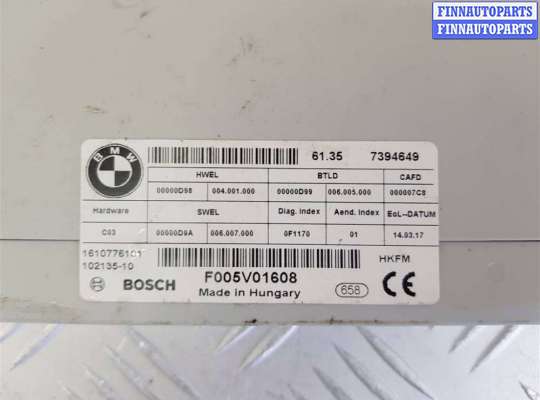 FINNAUTOPARTS
FINNAUTOPARTS
BMW
61.35 7394649
HWEL BTLD CAFD
00000D98 004.001.000 00000D99 006.005.000 000007C8
Hardware SWEL Diag. Index Aend. Index EoL--DATUM
C03 00000D9A 006.007.000 0F1170 01 14.03.17
1610776101
102135-10
HKFM
BOSCH F005V01608
Made in Hungary
658
CE